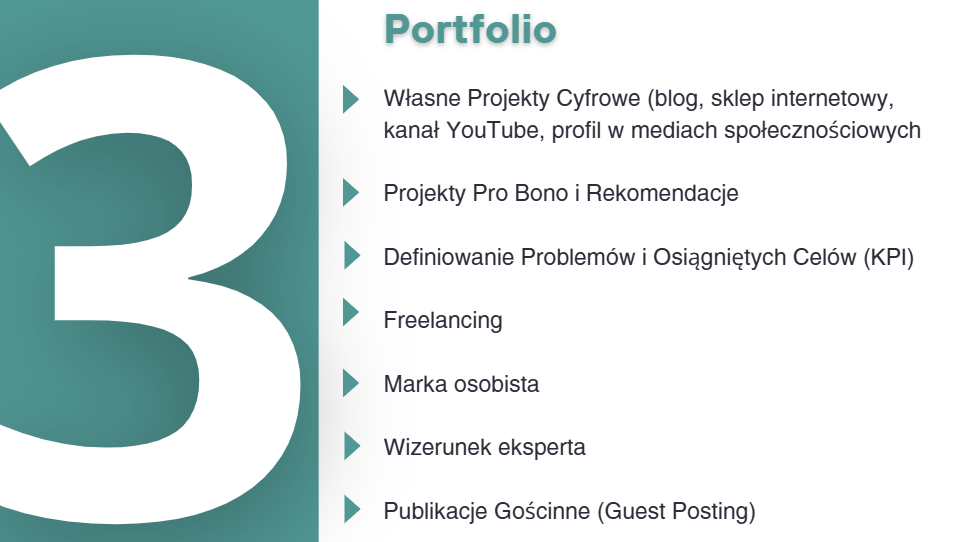 3
Portfolio
Własne Projekty Cyfrowe (blog, sklep internetowy,
kanał YouTube, profil w mediach społecznościowych
Projekty Pro Bono i Rekomendacje
Definiowanie Problemów i Osiągniętych Celów (KPI)
Freelancing
Marka osobista
Wizerunek eksperta
Publikacje Gościnne (Guest Posting)